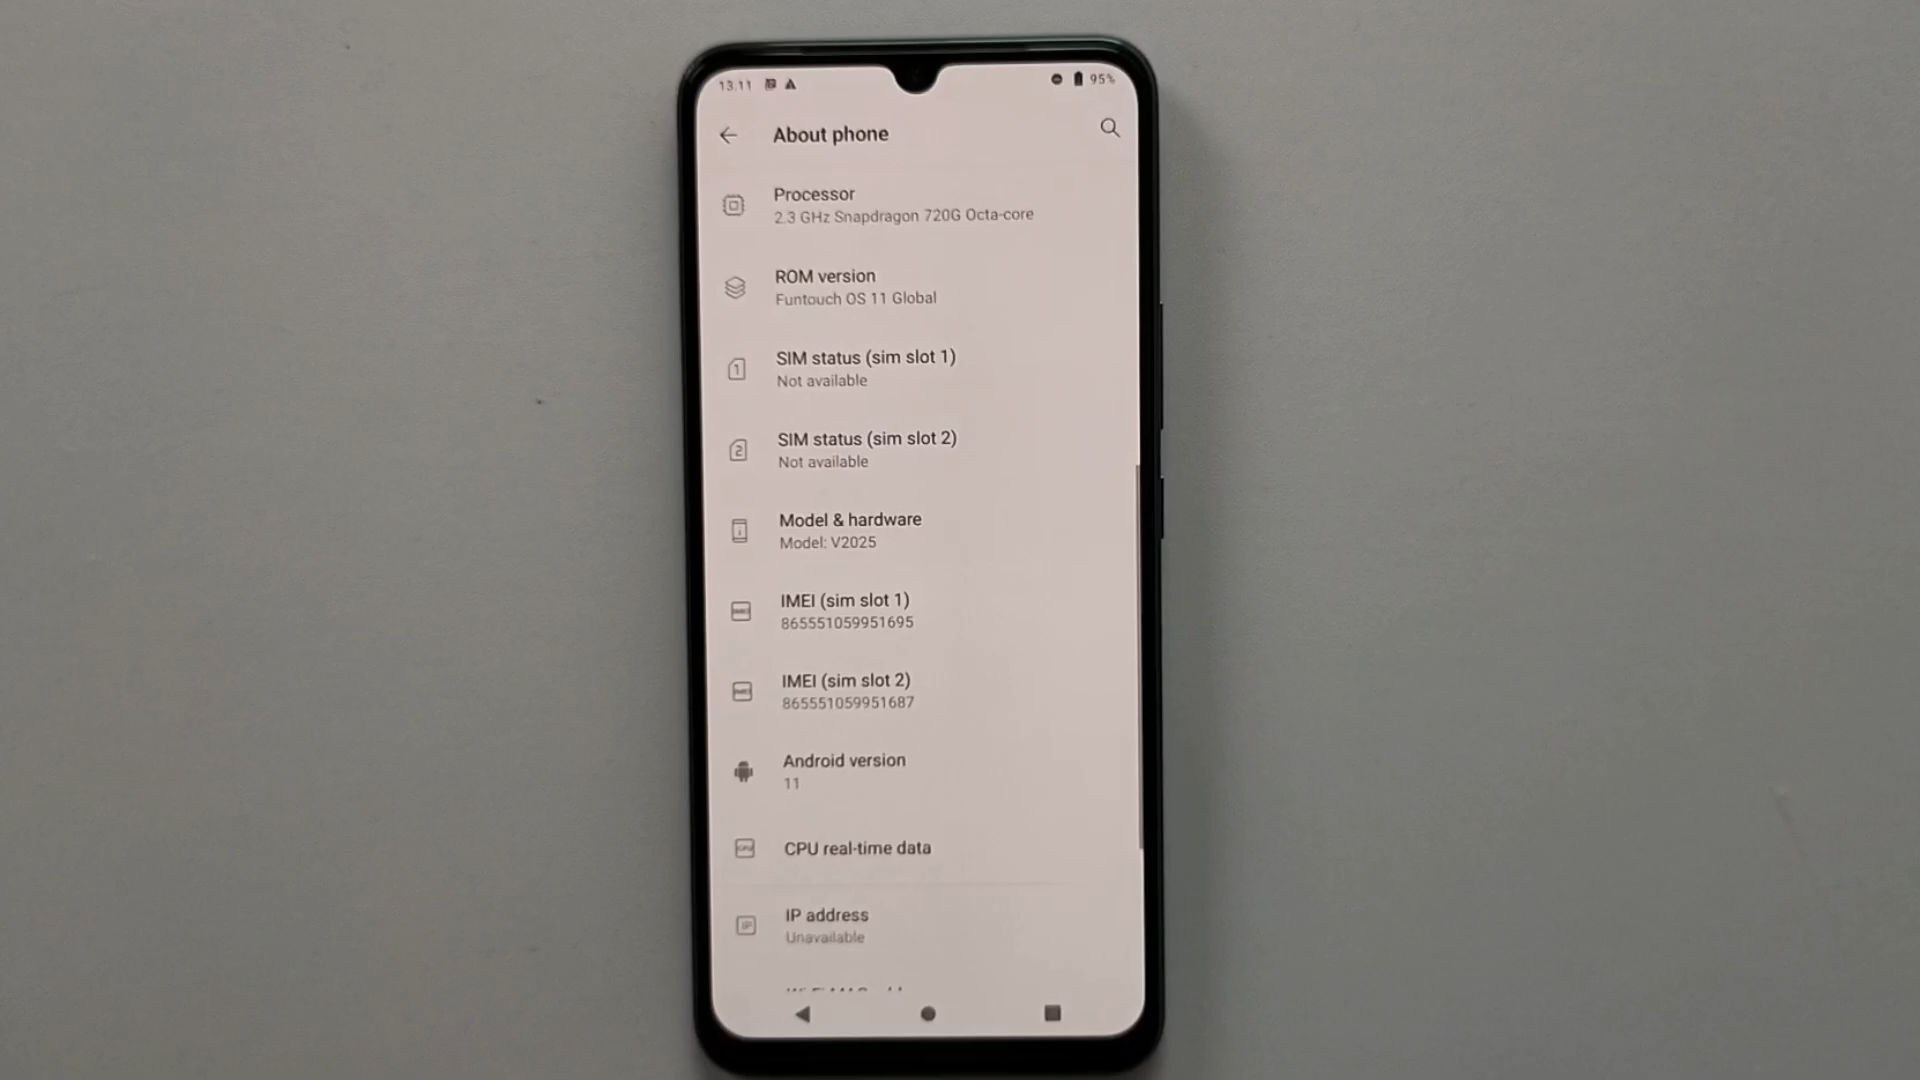 13.11
95%
About phone
Processor
2.3 GHz Snapdragon 720G Octa-core
ROM version
Funtouch OS 11 Global
SIM status (sim slot 1)
Not available
SIM status (sim slot 2)
Not available
Model & hardware
Model: V2025
IMEI (sim slot 1)
865551059951695
IMEI (sim slot 2)
865551059951687
Android version
11
CPU real-time data
IP address
Unavailable